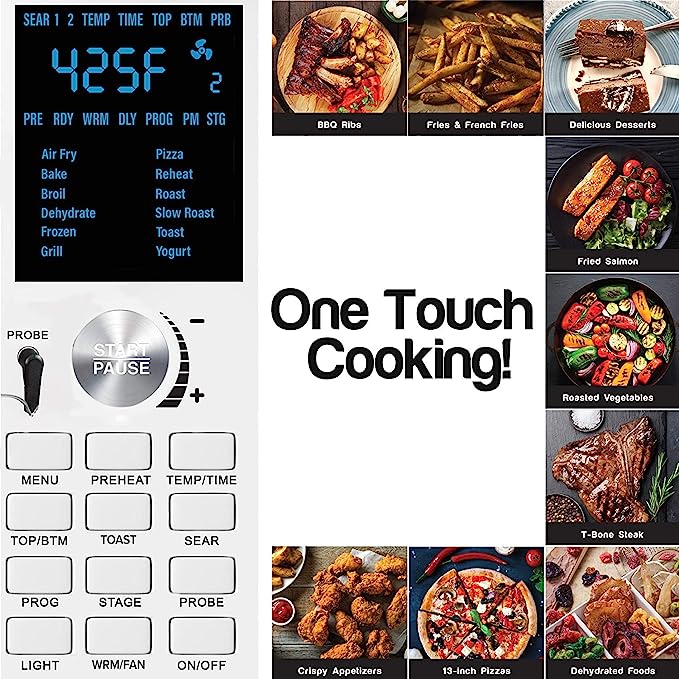 SEAR 1 2 TEMP TIME TOP BTM PRB
425F
2
PRE RDY WRM DLY PROG PM STG
Air Fry Pizza
Bake Reheat
Broil Roast
Dehydrate Slow Roast
Frozen Toast
Grill Yogurt
PROBE
START
PAUSE
-
+
MENU PREHEAT TEMP/TIME
TOP/BTM TOAST SEAR
PROG STAGE PROBE
LIGHT WRM/FAN ON/OFF
BBQ Ribs
Fries & French Fries
Delicious Desserts
Fried Salmon
One Touch
Cooking!
Roasted Vegetables
T-Bone Steak
Crispy Appetizers
13-Inch Pizzas
Dehydrated Foods